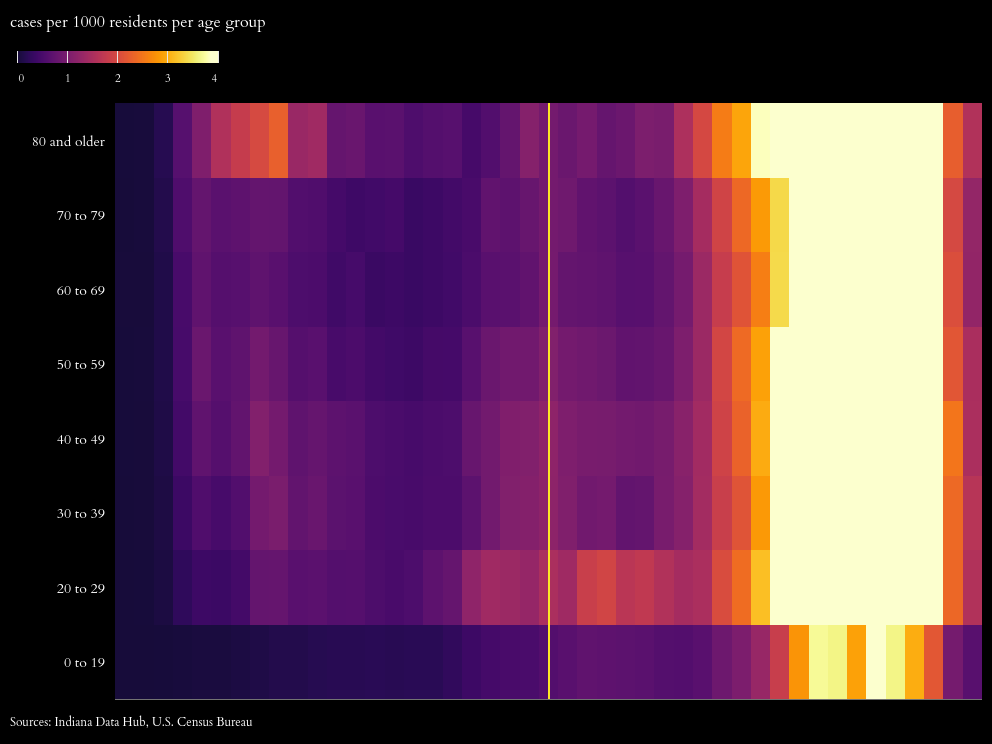 cases per 1000 residents per age group
0 1 2 3 4
80 and older
70 to 79
60 to 69
50 to 59
40 to 49
30 to 39
20 to 29
0 to 19
Sources: Indiana Data Hub, U.S. Census Bureau